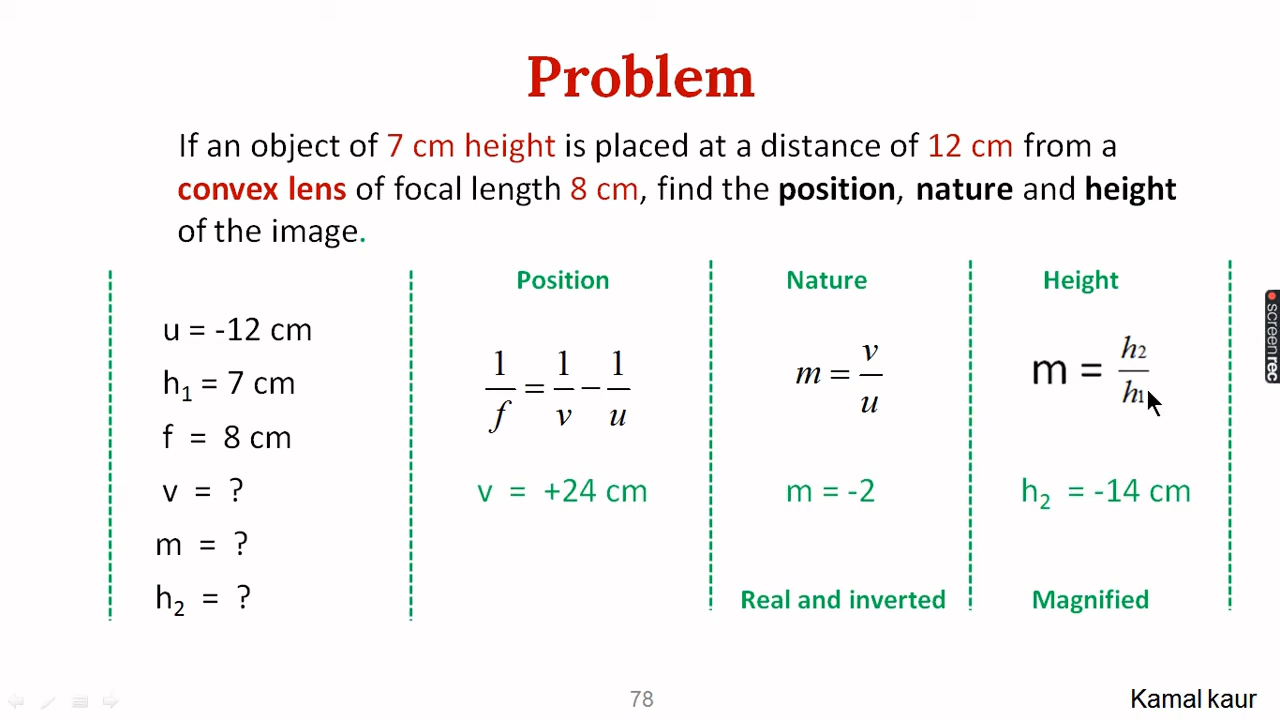 Problem
If an object of 7 cm height is placed at a distance of 12 cm from a
convex lens of focal length 8 cm, find the position, nature and height
of the image.
u = -12 cm
h₁ = 7 cm
f = 8 cm
v = ?
m = ?
h₂ = ?
Position
1/f = 1/v − 1/u
v = +24 cm
Nature
m = v/u
m = -2
Real and inverted
Height
m = h₂/h₁
h₂ = -14 cm
Magnified
screenrec
78
Kamal kaur